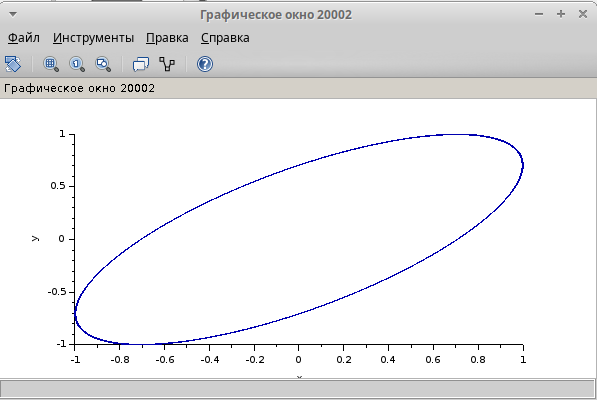 Графическое окно 20002
Файл Инструменты Правка Справка
Графическое окно 20002
1
0.5
y
0
-0.5
-1
-1 -0.8 -0.6 -0.4 -0.2 0 0.2 0.4 0.6 0.8 1